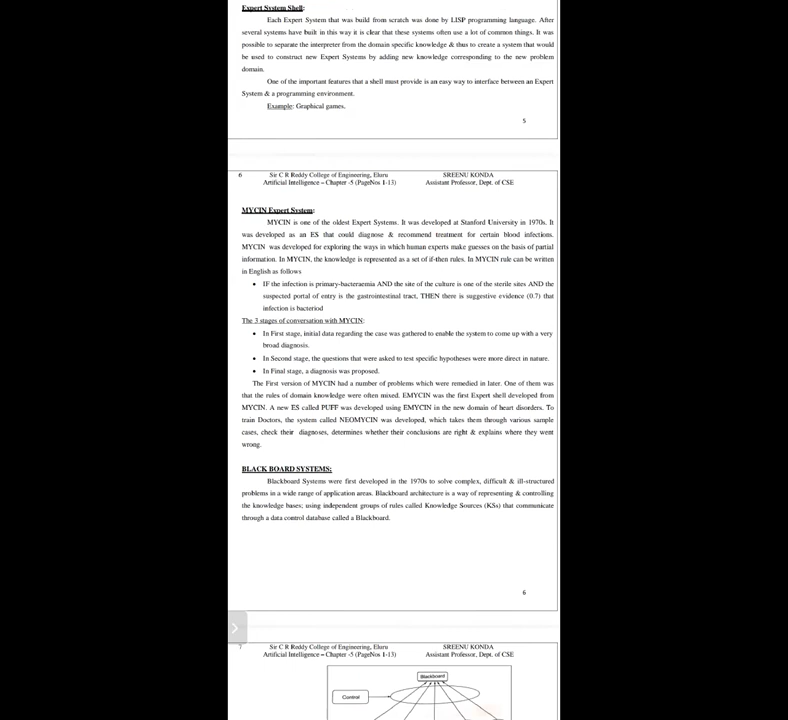 Expert System Shell:
Each Expert System that was build from scratch was done by LISP programming language. After
several systems have built in this way it is clear that these systems often use a lot of common things. It was
possible to separate the interpreter from the domain specific knowledge & thus to create a system that would
be used to construct new Expert Systems by adding new knowledge corresponding to the new problem
domain.
One of the important features that a shell must provide is an easy way to interface between an Expert
System & a programming environment.
Example: Graphical games.
5
6 Sir C R Reddy College of Engineering, Eluru SREENU KONDA
Artificial Intelligence – Chapter -5 (PageNos 1-13) Assistant Professor, Dept. of CSE
MYCIN Expert System:
MYCIN is one of the oldest Expert Systems. It was developed at Stanford University in 1970s. It
was developed as an ES that could diagnose & recommend treatment for certain blood infections.
MYCIN was developed for exploring the ways in which human experts make guesses on the basis of partial
information. In MYCIN, the knowledge is represented as a set of if-then rules. In MYCIN rule can be written
in English as follows
• IF the infection is primary-bacteraemia AND the site of the culture is one of the sterile sites AND the
suspected portal of entry is the gastrointestinal tract, THEN there is suggestive evidence (0.7) that
infection is bacteriod
The 3 stages of conversation with MYCIN:
• In First stage, initial data regarding the case was gathered to enable the system to come up with a very
broad diagnosis.
• In Second stage, the questions that were asked to test specific hypotheses were more direct in nature.
• In Final stage, a diagnosis was proposed.
The First version of MYCIN had a number of problems which were remedied in later. One of them was
that the rules of domain knowledge were often mixed. EMYCIN was the first Expert shell developed from
MYCIN. A new ES called PUFF was developed using EMYCIN in the new domain of heart disorders. To
train Doctors, the system called NEOMYCIN was developed, which takes them through various sample
cases, check their diagnoses, determines whether their conclusions are right & explains where they went
wrong.
BLACK BOARD SYSTEMS:
Blackboard Systems were first developed in the 1970s to solve complex, difficult & ill-structured
problems in a wide range of application areas. Blackboard architecture is a way of representing & controlling
the knowledge bases; using independent groups of rules called Knowledge Sources (KSs) that communicate
through a data control database called a Blackboard.
6
7 Sir C R Reddy College of Engineering, Eluru SREENU KONDA
Artificial Intelligence – Chapter -5 (PageNos 1-13) Assistant Professor, Dept. of CSE
Blackboard
Control